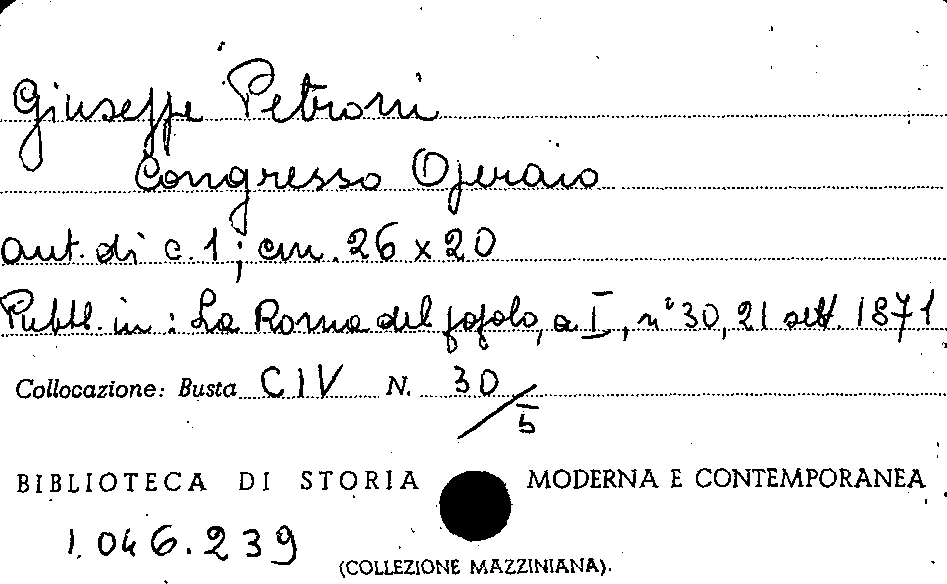 Giuseppe Petroni
Congresso Operaio
aut. di c. 1; cm. 26 x 20
Pubbl. in: La Roma del popolo, a. I, n° 30, 21 sett. 1871
Collocazione: Busta CIV N. 30/5
BIBLIOTECA DI STORIA MODERNA E CONTEMPORANEA
1.046.239
(COLLEZIONE MAZZINIANA).